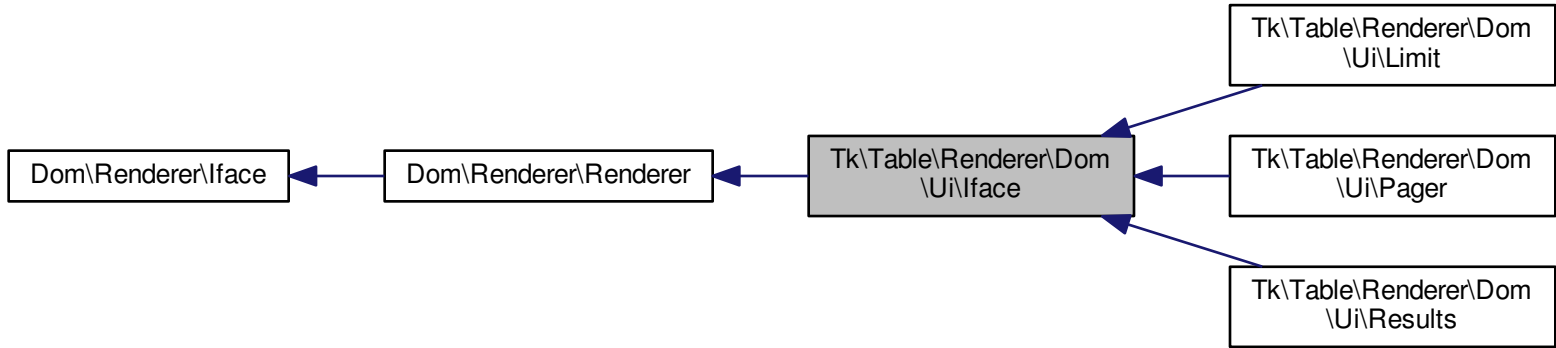 Dom\Renderer\Iface
Dom\Renderer\Renderer
Tk\Table\Renderer\Dom
\Ui\Iface
Tk\Table\Renderer\Dom
\Ui\Limit
Tk\Table\Renderer\Dom
\Ui\Pager
Tk\Table\Renderer\Dom
\Ui\Results